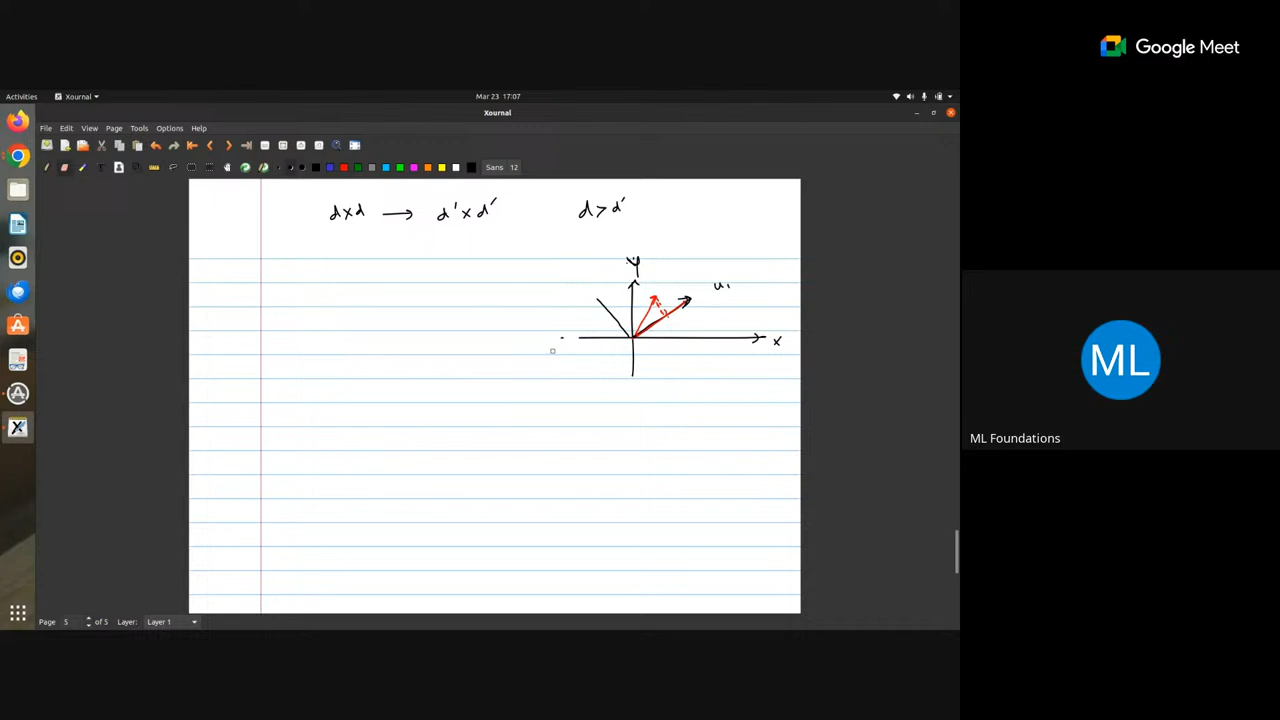 Google Meet
Activities Xournal Mar 23 17:07
Xournal
File Edit View Page Tools Options Help
Sans 12
d×d → d'×d' d>d'
y
u₁
x
ML
ML Foundations
Page 5 of 5 Layer: Layer 1